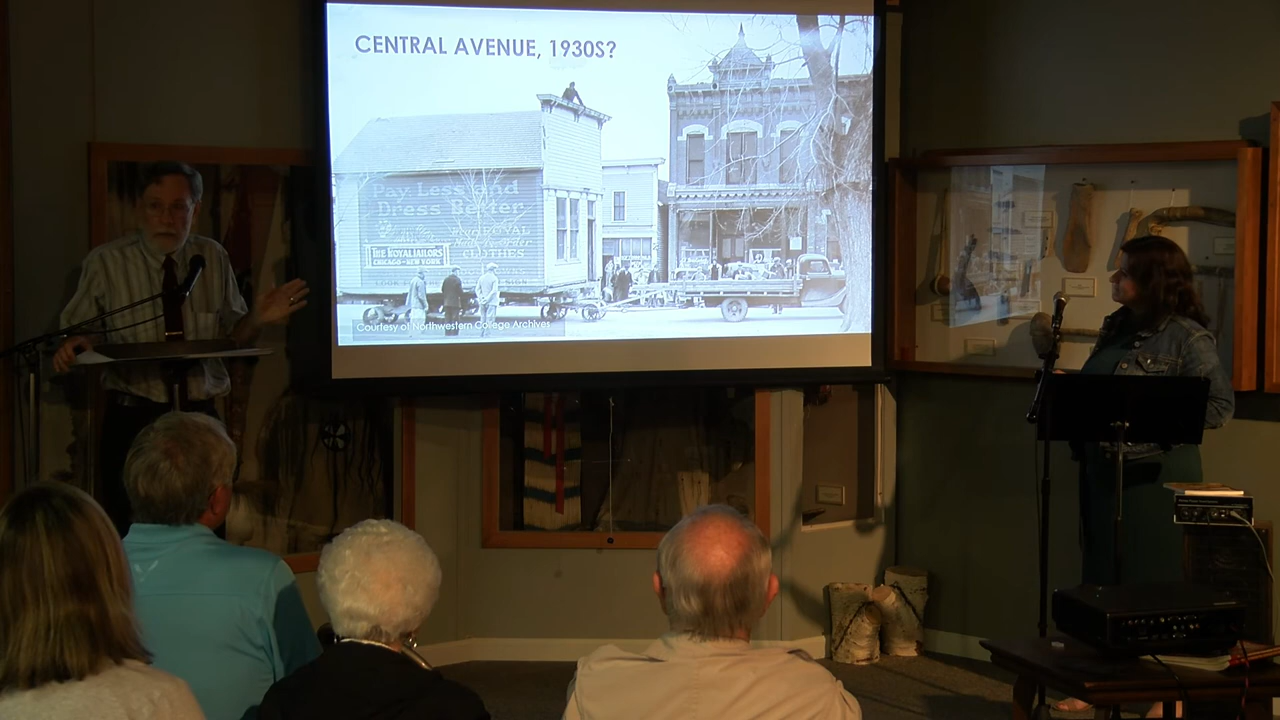 CENTRAL AVENUE, 1930S?
Pay Less and
Dress Better
ROYAL
CLOTHES
THE ROYAL TAILORS
CHICAGO - NEW YORK
Courtesy of Northwestern College Archives